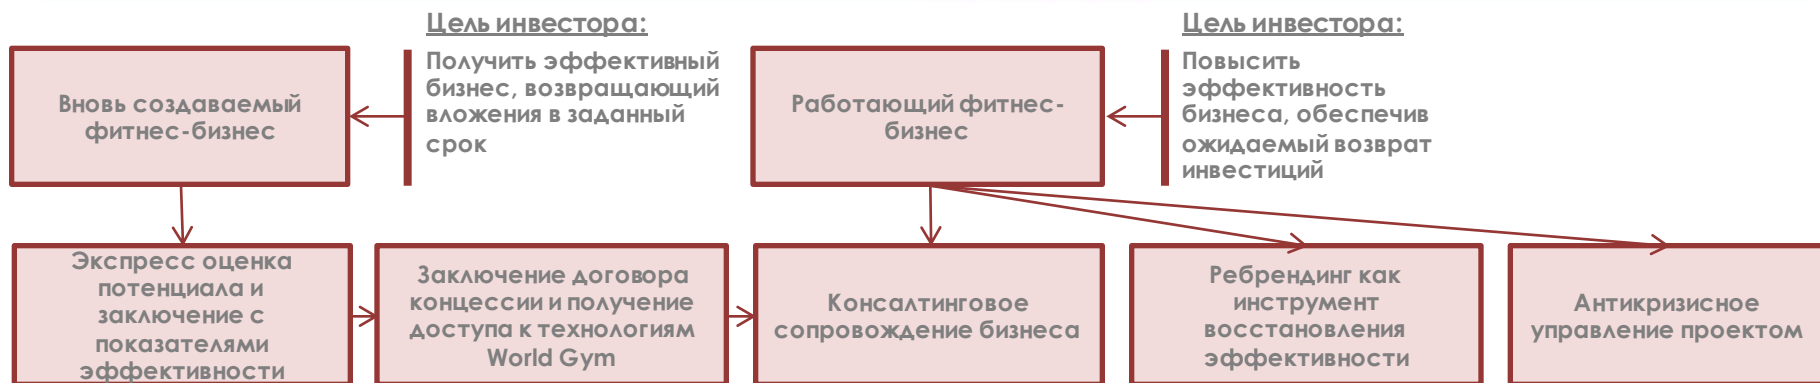 Цель инвестора:
Получить эффективный
бизнес, возвращающий
вложения в заданный
срок
Цель инвестора:
Повысить
эффективность
бизнеса, обеспечив
ожидаемый возврат
инвестиций
Вновь создаваемый
фитнес-бизнес
Работающий фитнес-
бизнес
Экспресс оценка
потенциала и
заключение с
показателями
эффективности
Заключение договора
концессии и получение
доступа к технологиям
World Gym
Консалтинговое
сопровождение бизнеса
Ребрендинг как
инструмент
восстановления
эффективности
Антикризисное
управление проектом